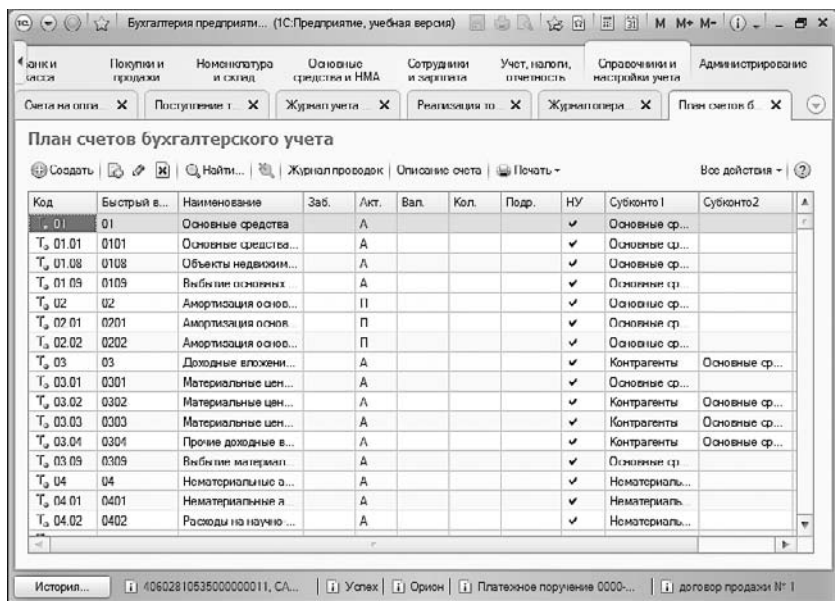 Бухгалтерия предприяти... (1С:Предприятие, учебная версия) M M+ M-
Покупки и продажи Номенклатура и склад Основные средства и НМА Сотрудники и зарплата Учет, налоги, отчетность Справочники и настройки учета Администрирование
Счета на опла... Поступление т... Журнал учета ... Реализация то... Журнал опера... План счетов б...
План счетов бухгалтерского учета
Создать Найти... Журнал проводок Описание счета Печать Все действия
Код Быстрый в... Наименование Заб. Акт. Вал. Кол. Подр. НУ Субконто1 Субконто2
01 01 Основные средства А Основные ср...
01.01 0101 Основные средства... А Основные ср...
01.08 0108 Объекты недвижим... А Основные ср...
01.09 0109 Выбытие основных ... А Основные ср...
02 02 Амортизация основ... П Основные ср...
02.01 0201 Амортизация основ... П Основные ср...
02.02 0202 Амортизация основ... П Основные ср...
03 03 Доходные вложени... А Контрагенты Основные ср...
03.01 0301 Материальные цен... А Основные ср...
03.02 0302 Материальные цен... А Контрагенты Основные ср...
03.03 0303 Материальные цен... А Контрагенты Основные ср...
03.04 0304 Прочие доходные в... А Контрагенты Основные ср...
03.09 0309 Выбытие материал... А Основные ср...
04 04 Нематериальные а... А Нематериаль...
04.01 0401 Нематериальные а... А Нематериаль...
04.02 0402 Расходы на научно-... А Нематериаль...
История... 40602810535000000011, СА... Успех Орион Платежное поручение 0000-... договор продажи № 1